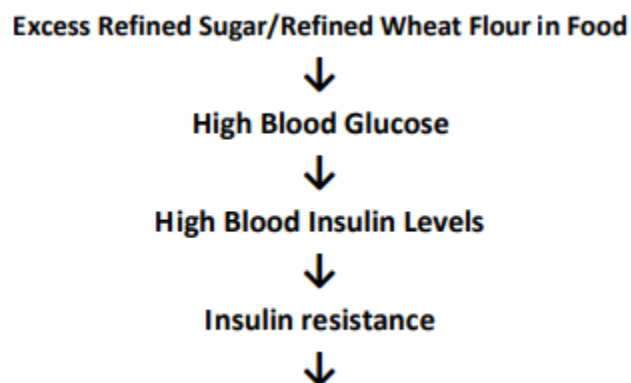 Excess Refined Sugar/Refined Wheat Flour in Food
↓
High Blood Glucose
↓
High Blood Insulin Levels
↓
Insulin resistance
↓